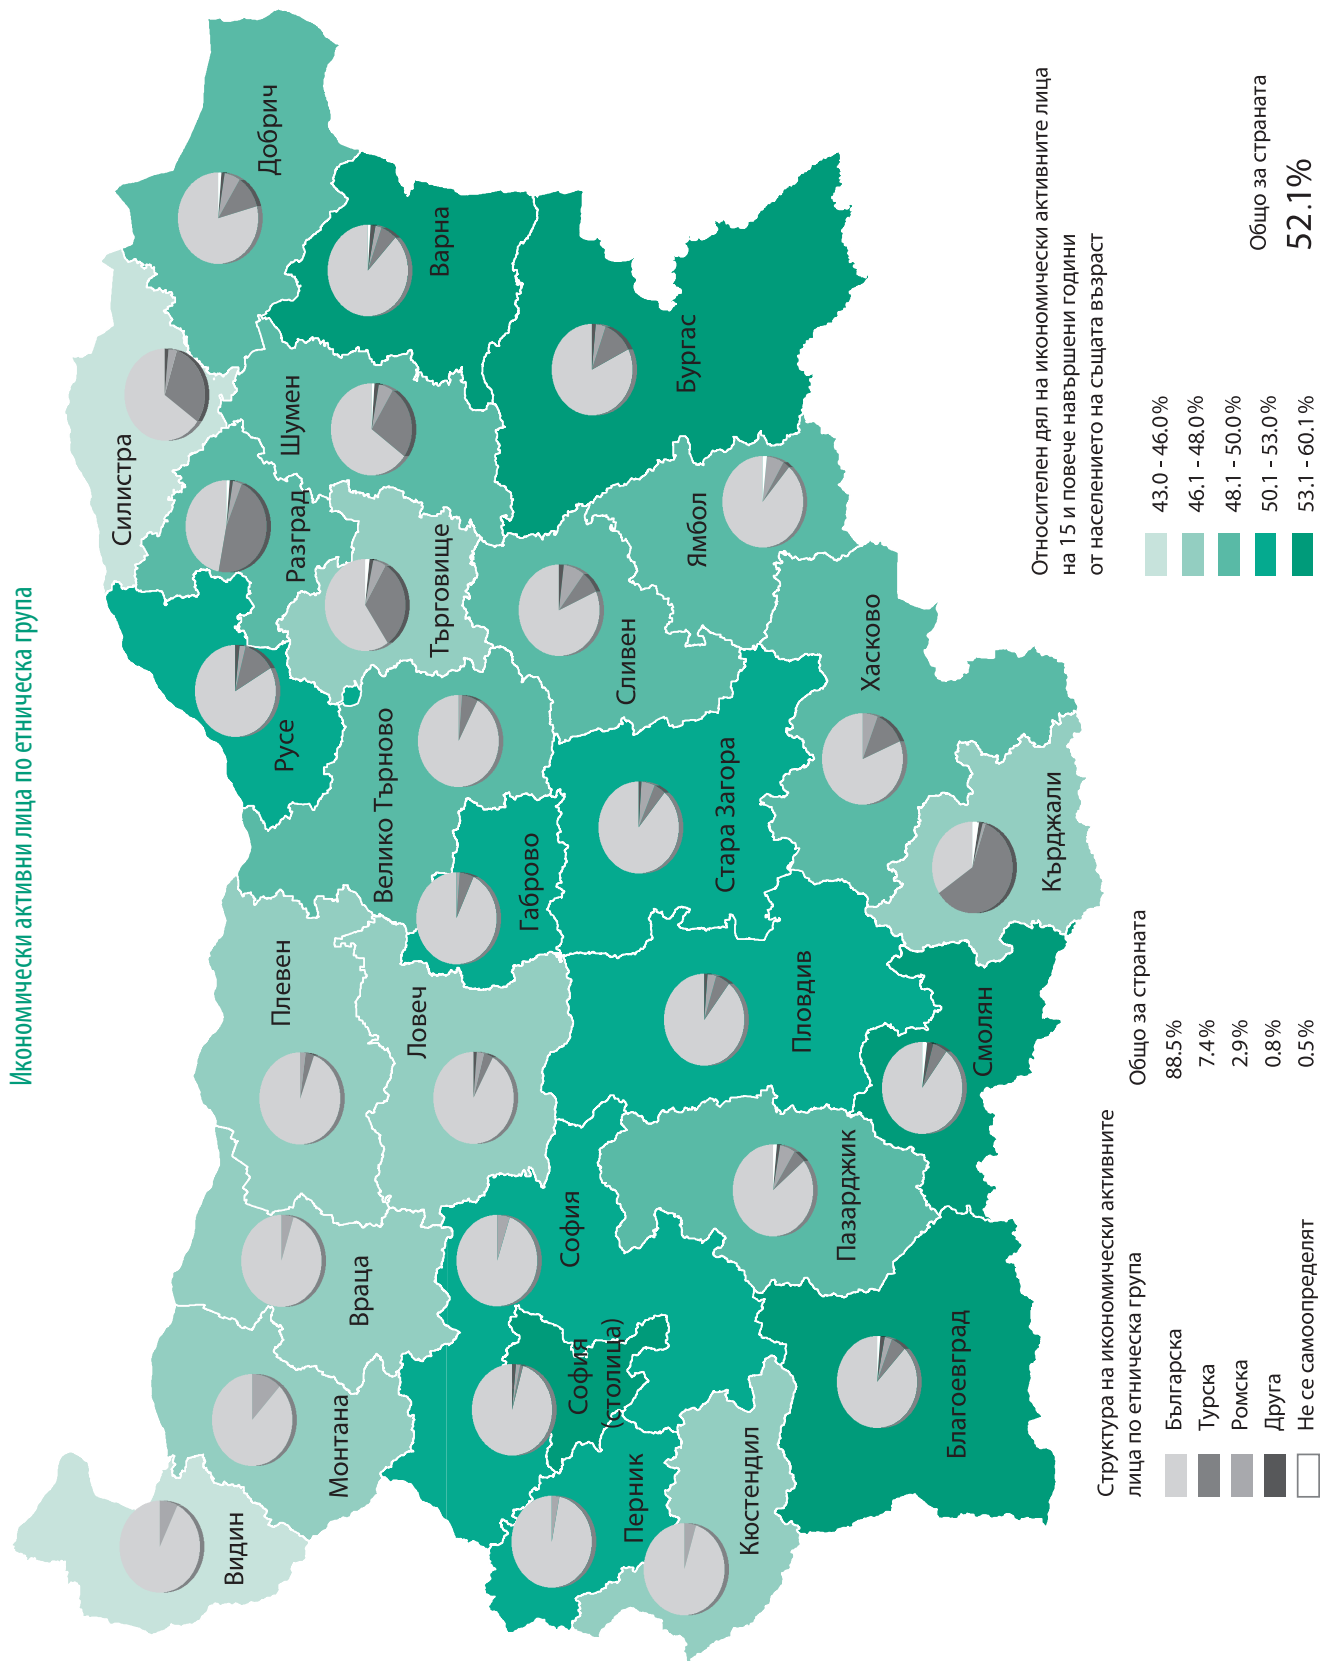 Икономически активни лица по етническа група
Видин
Монтана
Враца
Плевен
Ловеч
Велико Търново
Габрово
Русе
Силистра
Разград
Търговище
Шумен
Добрич
Варна
Бургас
Сливен
Ямбол
Стара Загора
Хасково
Кърджали
Пловдив
Смолян
Пазарджик
София
София
(столица)
Перник
Кюстендил
Благоевград
Структура на икономически активните
лица по етническа група
Общо за страната
Българска 88.5%
Турска 7.4%
Ромска 2.9%
Друга 0.8%
Не се самоопределят 0.5%
Относителен дял на икономически активните лица
на 15 и повече навършени години
от населението на същата възраст
43.0 - 46.0%
46.1 - 48.0%
48.1 - 50.0%
50.1 - 53.0%
53.1 - 60.1%
Общо за страната
52.1%